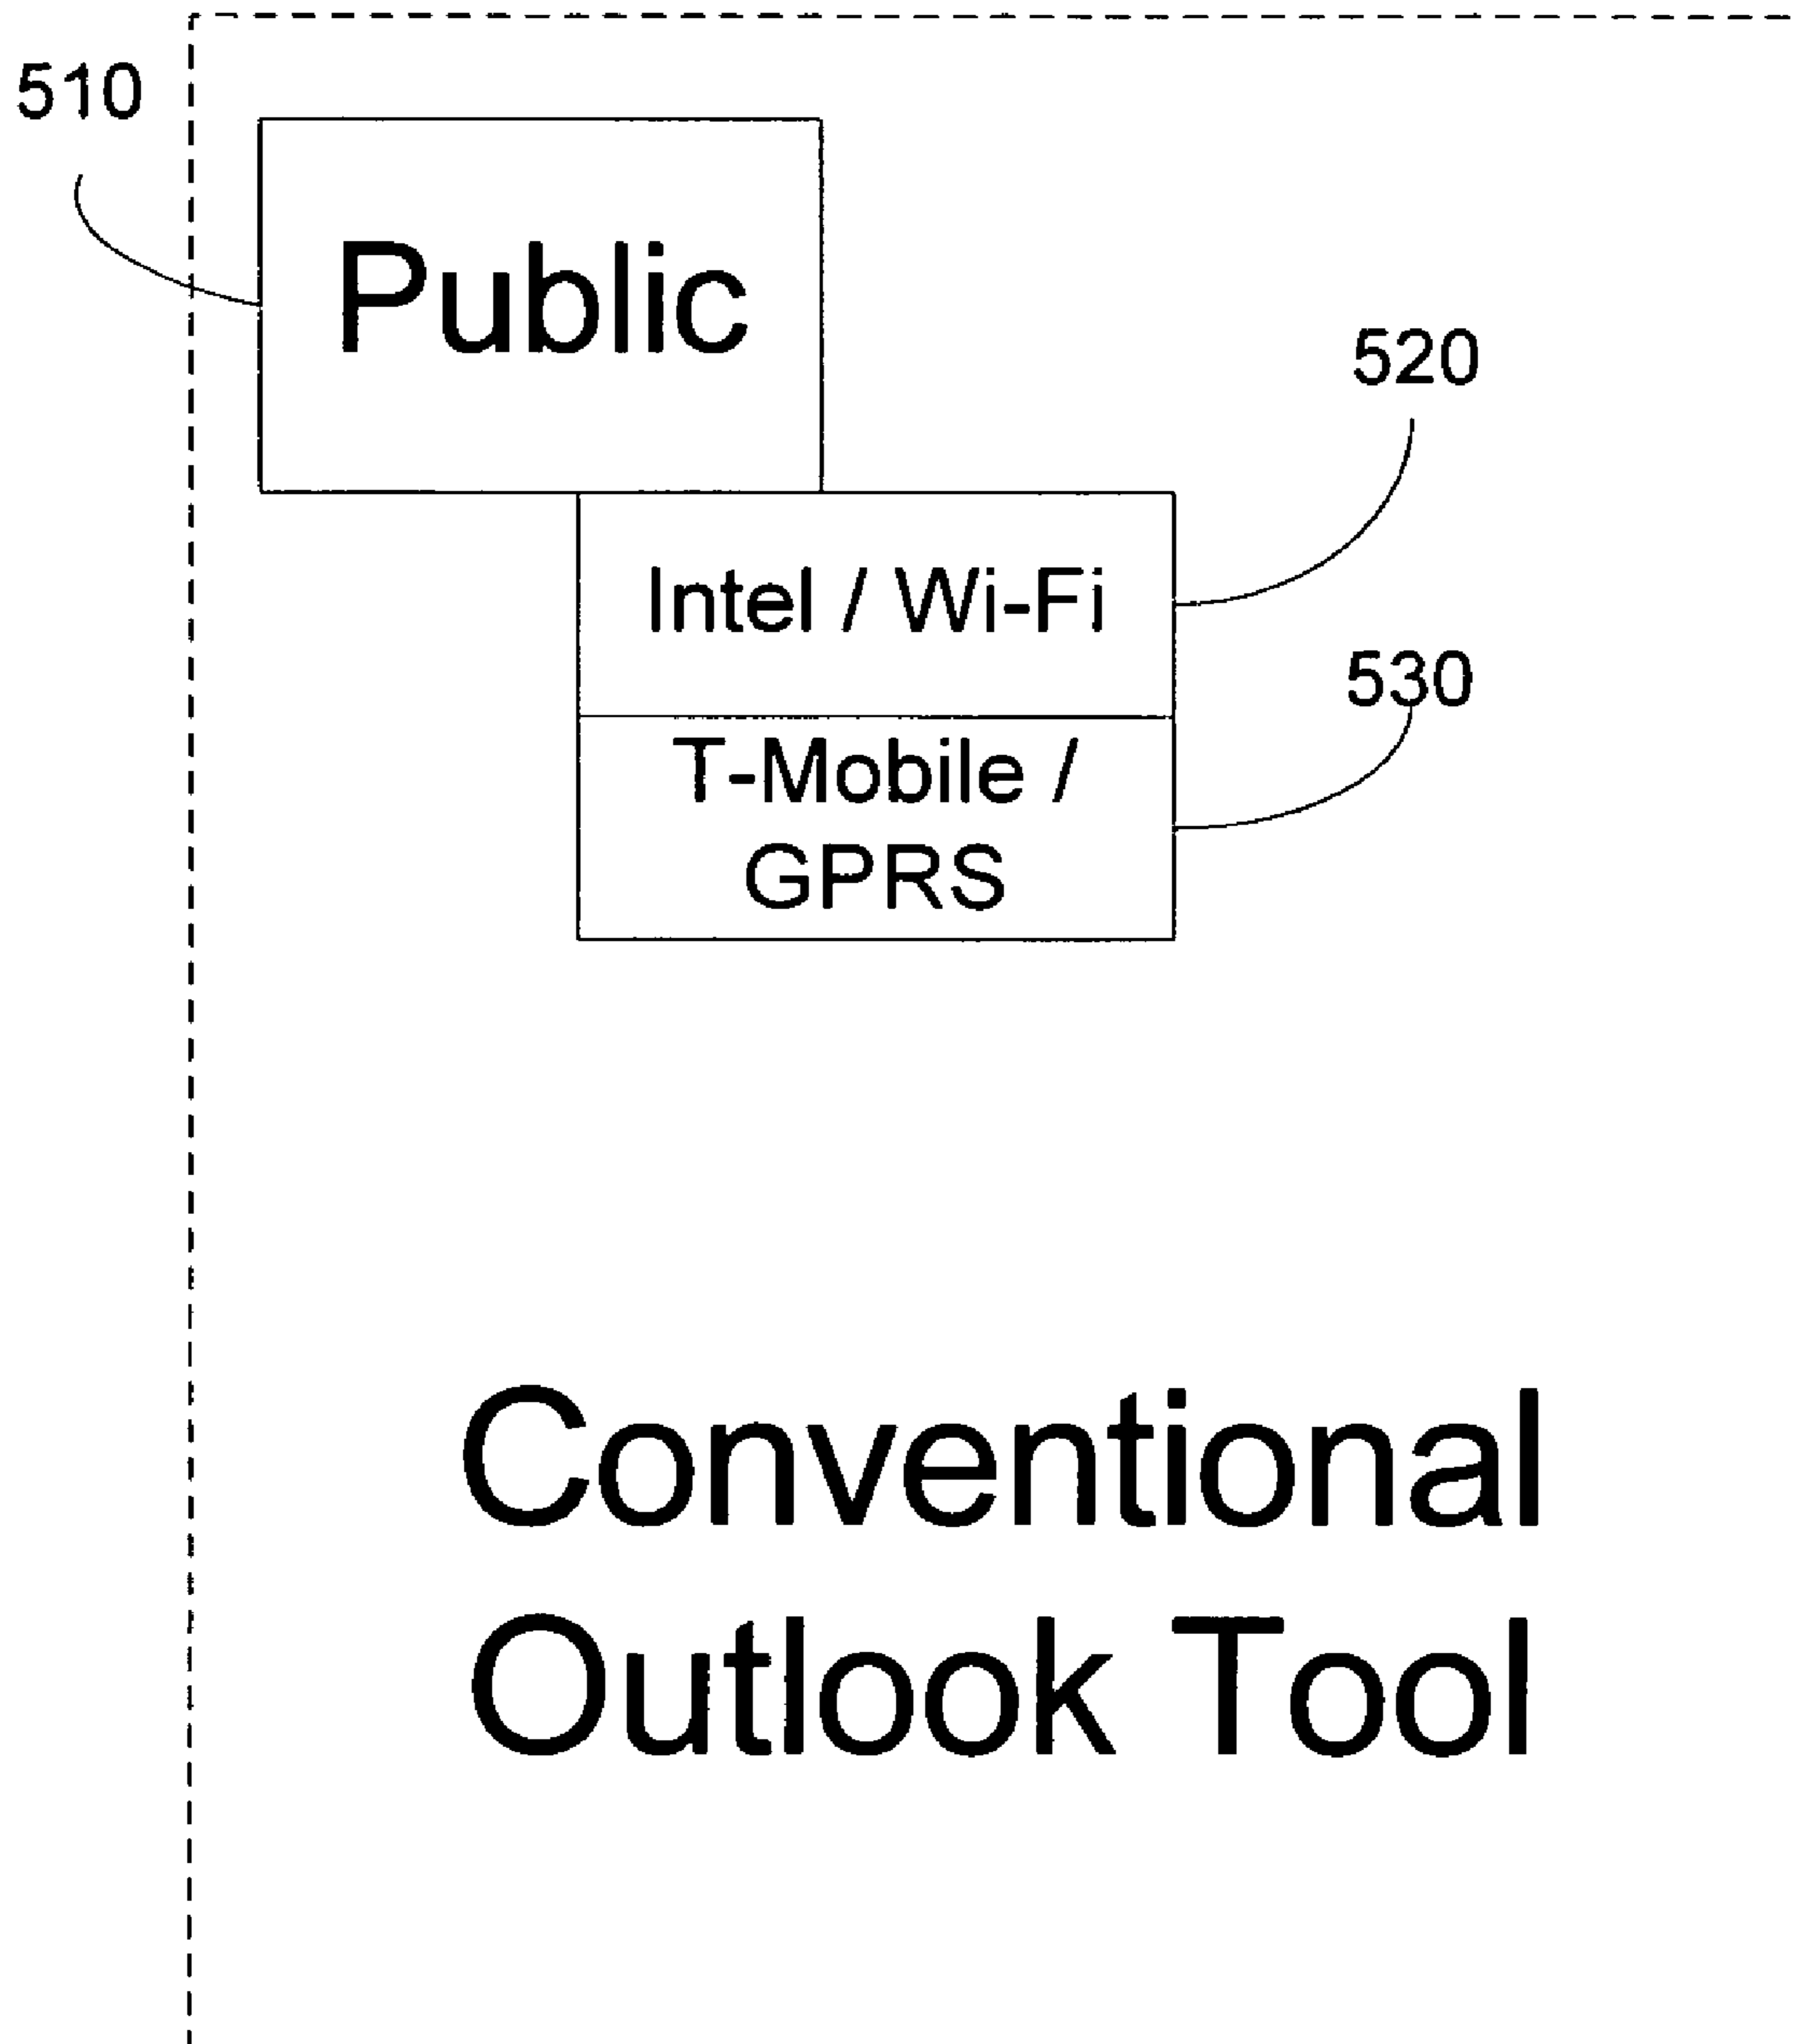 510
Public
520
Intel / Wi-Fi
530
T-Mobile /
GPRS
Conventional
Outlook Tool